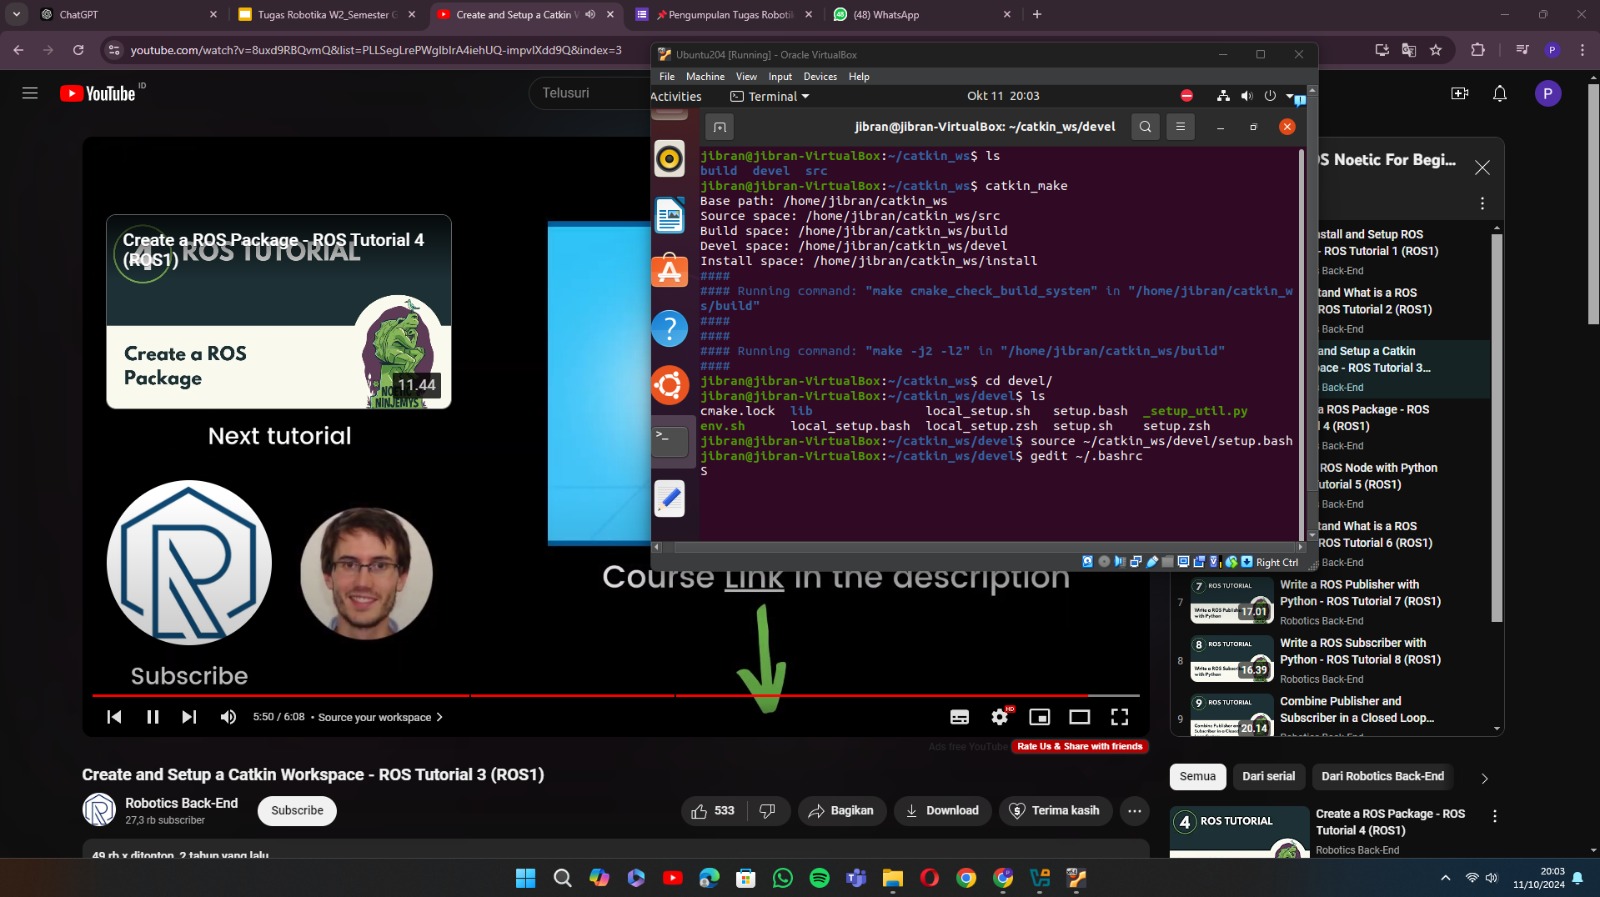 ChatGPT
Tugas Robotika W2_Semester G
Create and Setup a Catkin W
Pengumpulan Tugas Roboti
(48) WhatsApp
youtube.com/watch?v=8uxd9RBQvmQ&list=PLLSegLrePWgIbIrA4iehUQ-impvIXdd9Q&index=3
P
YouTube ID
Telusuri
P
Create a ROS Package - ROS Tutorial 4
(ROS1)
4 ROS TUTORIAL
Create a ROS
Package
11.44
Next tutorial
Subscribe
Course Link in the description
5:50 / 6:08 • Source your workspace
HD
Ads free YouTube
Rate Us & Share with friends
Ubuntu204 [Running] - Oracle VirtualBox
File Machine View Input Devices Help
Activities
Terminal
Okt 11 20:03
jibran@jibran-VirtualBox: ~/catkin_ws/devel
jibran@jibran-VirtualBox:~/catkin_ws$ ls
build devel src
jibran@jibran-VirtualBox:~/catkin_ws$ catkin_make
Base path: /home/jibran/catkin_ws
Source space: /home/jibran/catkin_ws/src
Build space: /home/jibran/catkin_ws/build
Devel space: /home/jibran/catkin_ws/devel
Install space: /home/jibran/catkin_ws/install
####
#### Running command: "make cmake_check_build_system" in "/home/jibran/catkin_w
s/build"
####
####
#### Running command: "make -j2 -l2" in "/home/jibran/catkin_ws/build"
####
jibran@jibran-VirtualBox:~/catkin_ws$ cd devel/
jibran@jibran-VirtualBox:~/catkin_ws/devel$ ls
cmake.lock lib local_setup.sh setup.bash _setup_util.py
env.sh local_setup.bash local_setup.zsh setup.sh setup.zsh
jibran@jibran-VirtualBox:~/catkin_ws/devel$ source ~/catkin_ws/devel/setup.bash
jibran@jibran-VirtualBox:~/catkin_ws/devel$ gedit ~/.bashrc
S
Right Ctrl
S Noetic For Begi...
stall and Setup ROS
- ROS Tutorial 1 (ROS1)
Back-End
tand What is a ROS
ROS Tutorial 2 (ROS1)
Back-End
and Setup a Catkin
ace - ROS Tutorial 3...
Back-End
a ROS Package - ROS
l 4 (ROS1)
Back-End
ROS Node with Python
utorial 5 (ROS1)
Back-End
tand What is a ROS
ROS Tutorial 6 (ROS1)
Back-End
7
7 ROS TUTORIAL
17.01
Write a ROS Publisher with
Python - ROS Tutorial 7 (ROS1)
Robotics Back-End
8
8 ROS TUTORIAL
16.39
Write a ROS Subscriber with
Python - ROS Tutorial 8 (ROS1)
Robotics Back-End
9
9 ROS TUTORIAL
20.14
Combine Publisher and
Subscriber in a Closed Loop...
Create and Setup a Catkin Workspace - ROS Tutorial 3 (ROS1)
Robotics Back-End
27,3 rb subscriber
Subscribe
533
Bagikan
Download
Terima kasih
49 rb x ditonton 2 tahun yang lalu
Semua
Dari serial
Dari Robotics Back-End
4 ROS TUTORIAL
Create a ROS Package - ROS
Tutorial 4 (ROS1)
Robotics Back-End
20:03
11/10/2024